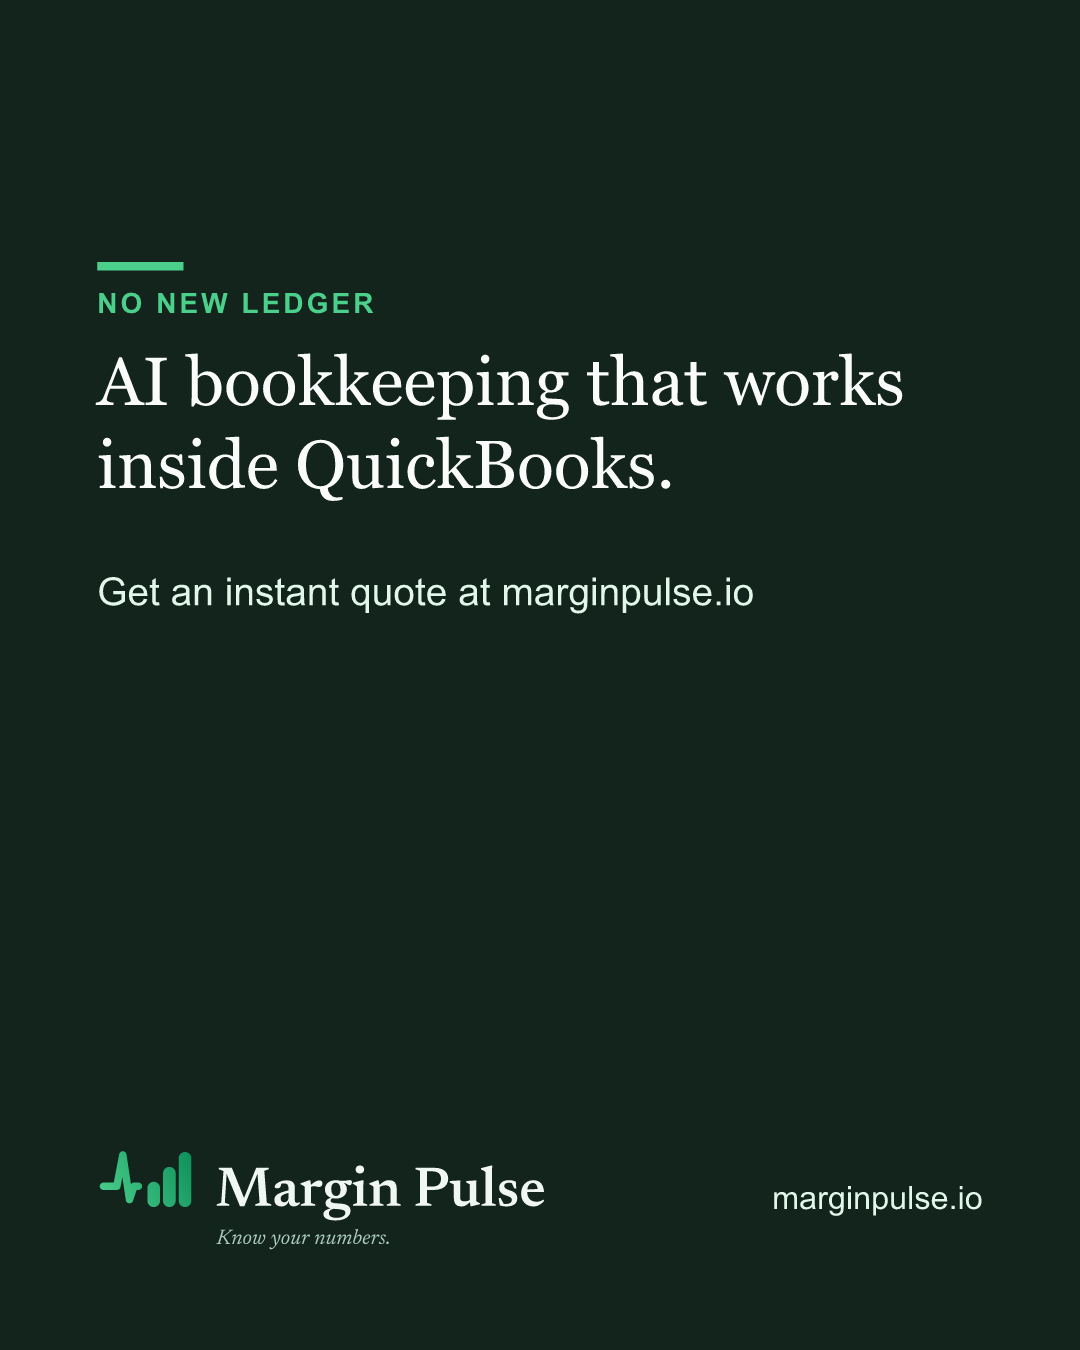 NO NEW LEDGER
AI bookkeeping that works
inside QuickBooks.
Get an instant quote at marginpulse.io
Margin Pulse
Know your numbers.
marginpulse.io